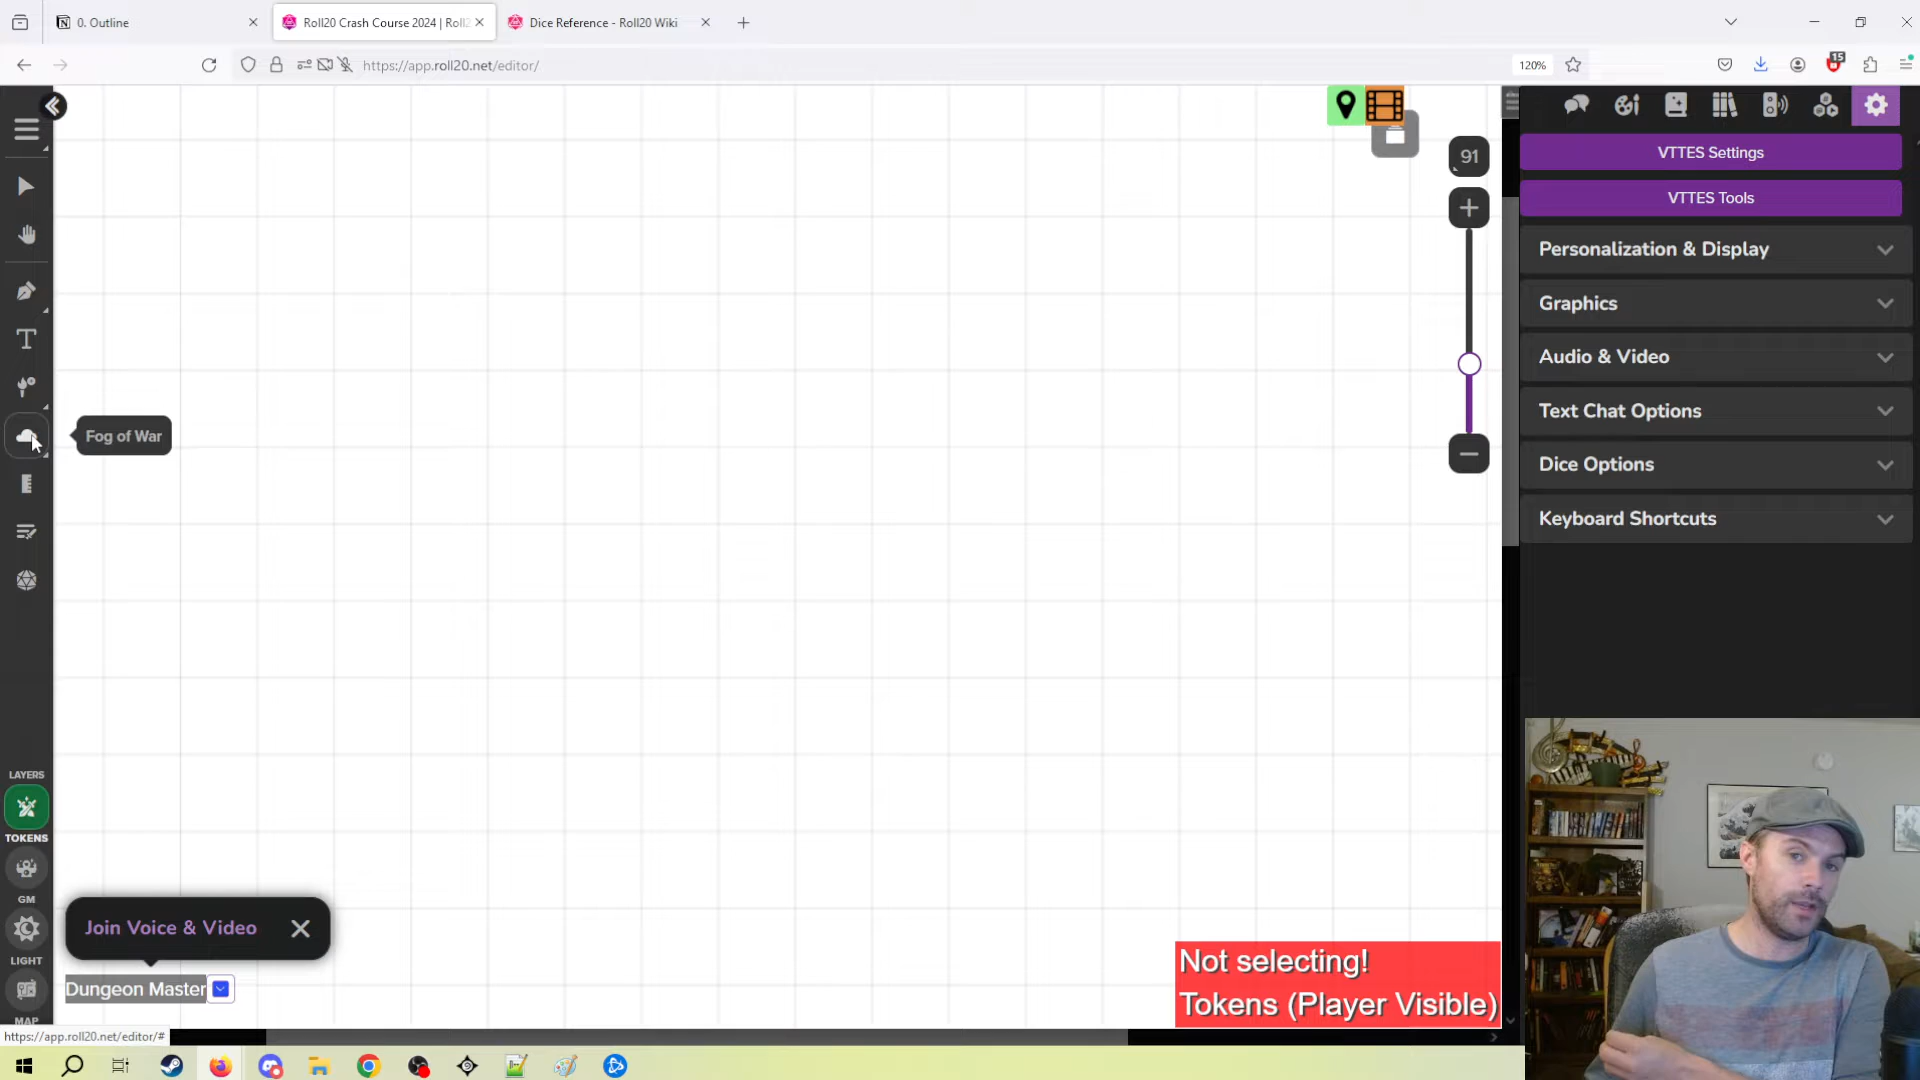 0. Outline
Roll20 Crash Course 2024 | Roll2
Dice Reference - Roll20 Wiki
https://app.roll20.net/editor/
120%
15
91
VTTES Settings
VTTES Tools
Personalization & Display
Graphics
Audio & Video
Text Chat Options
Dice Options
Keyboard Shortcuts
Fog of War
LAYERS
TOKENS
GM
LIGHT
MAP
Join Voice & Video
Dungeon Master
Not selecting!
Tokens (Player Visible)
https://app.roll20.net/editor/#